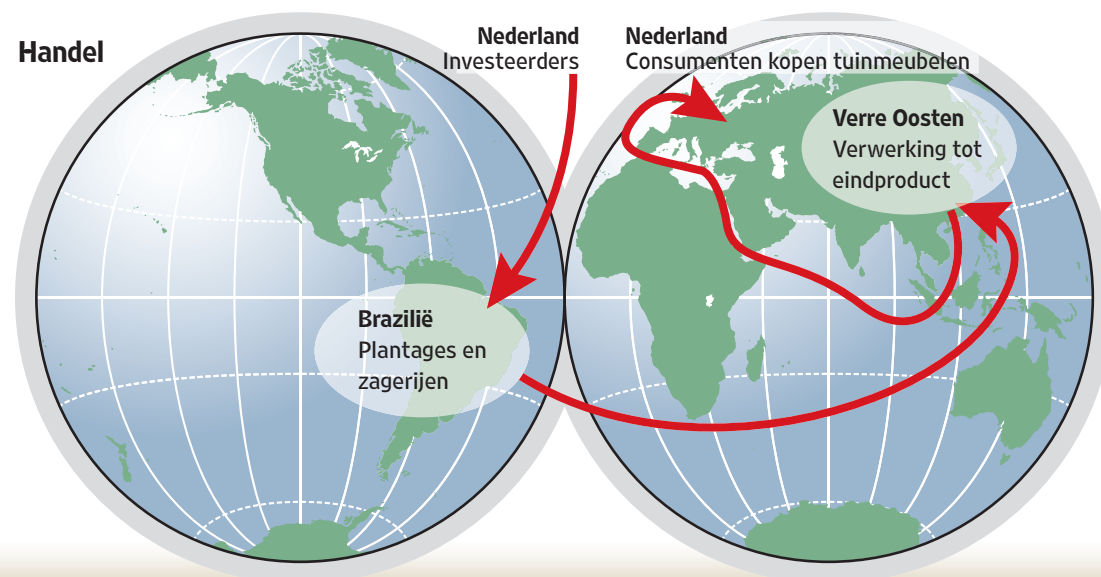 Handel
Nederland
Investeerders
Nederland
Consumenten kopen tuinmeubelen
Verre Oosten
Verwerking tot
eindproduct
Brazilië
Plantages en
zagerijen